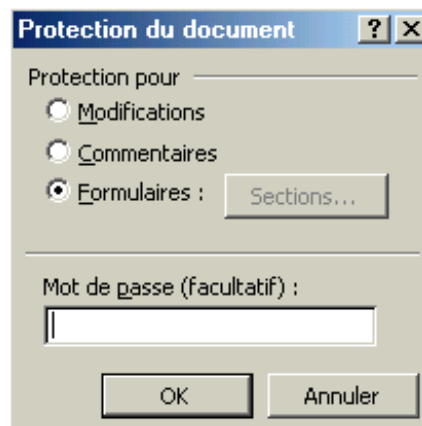 Protection du document
Protection pour
Modifications
Commentaires
Formulaires :
Sections...
Mot de passe (facultatif) :
OK
Annuler